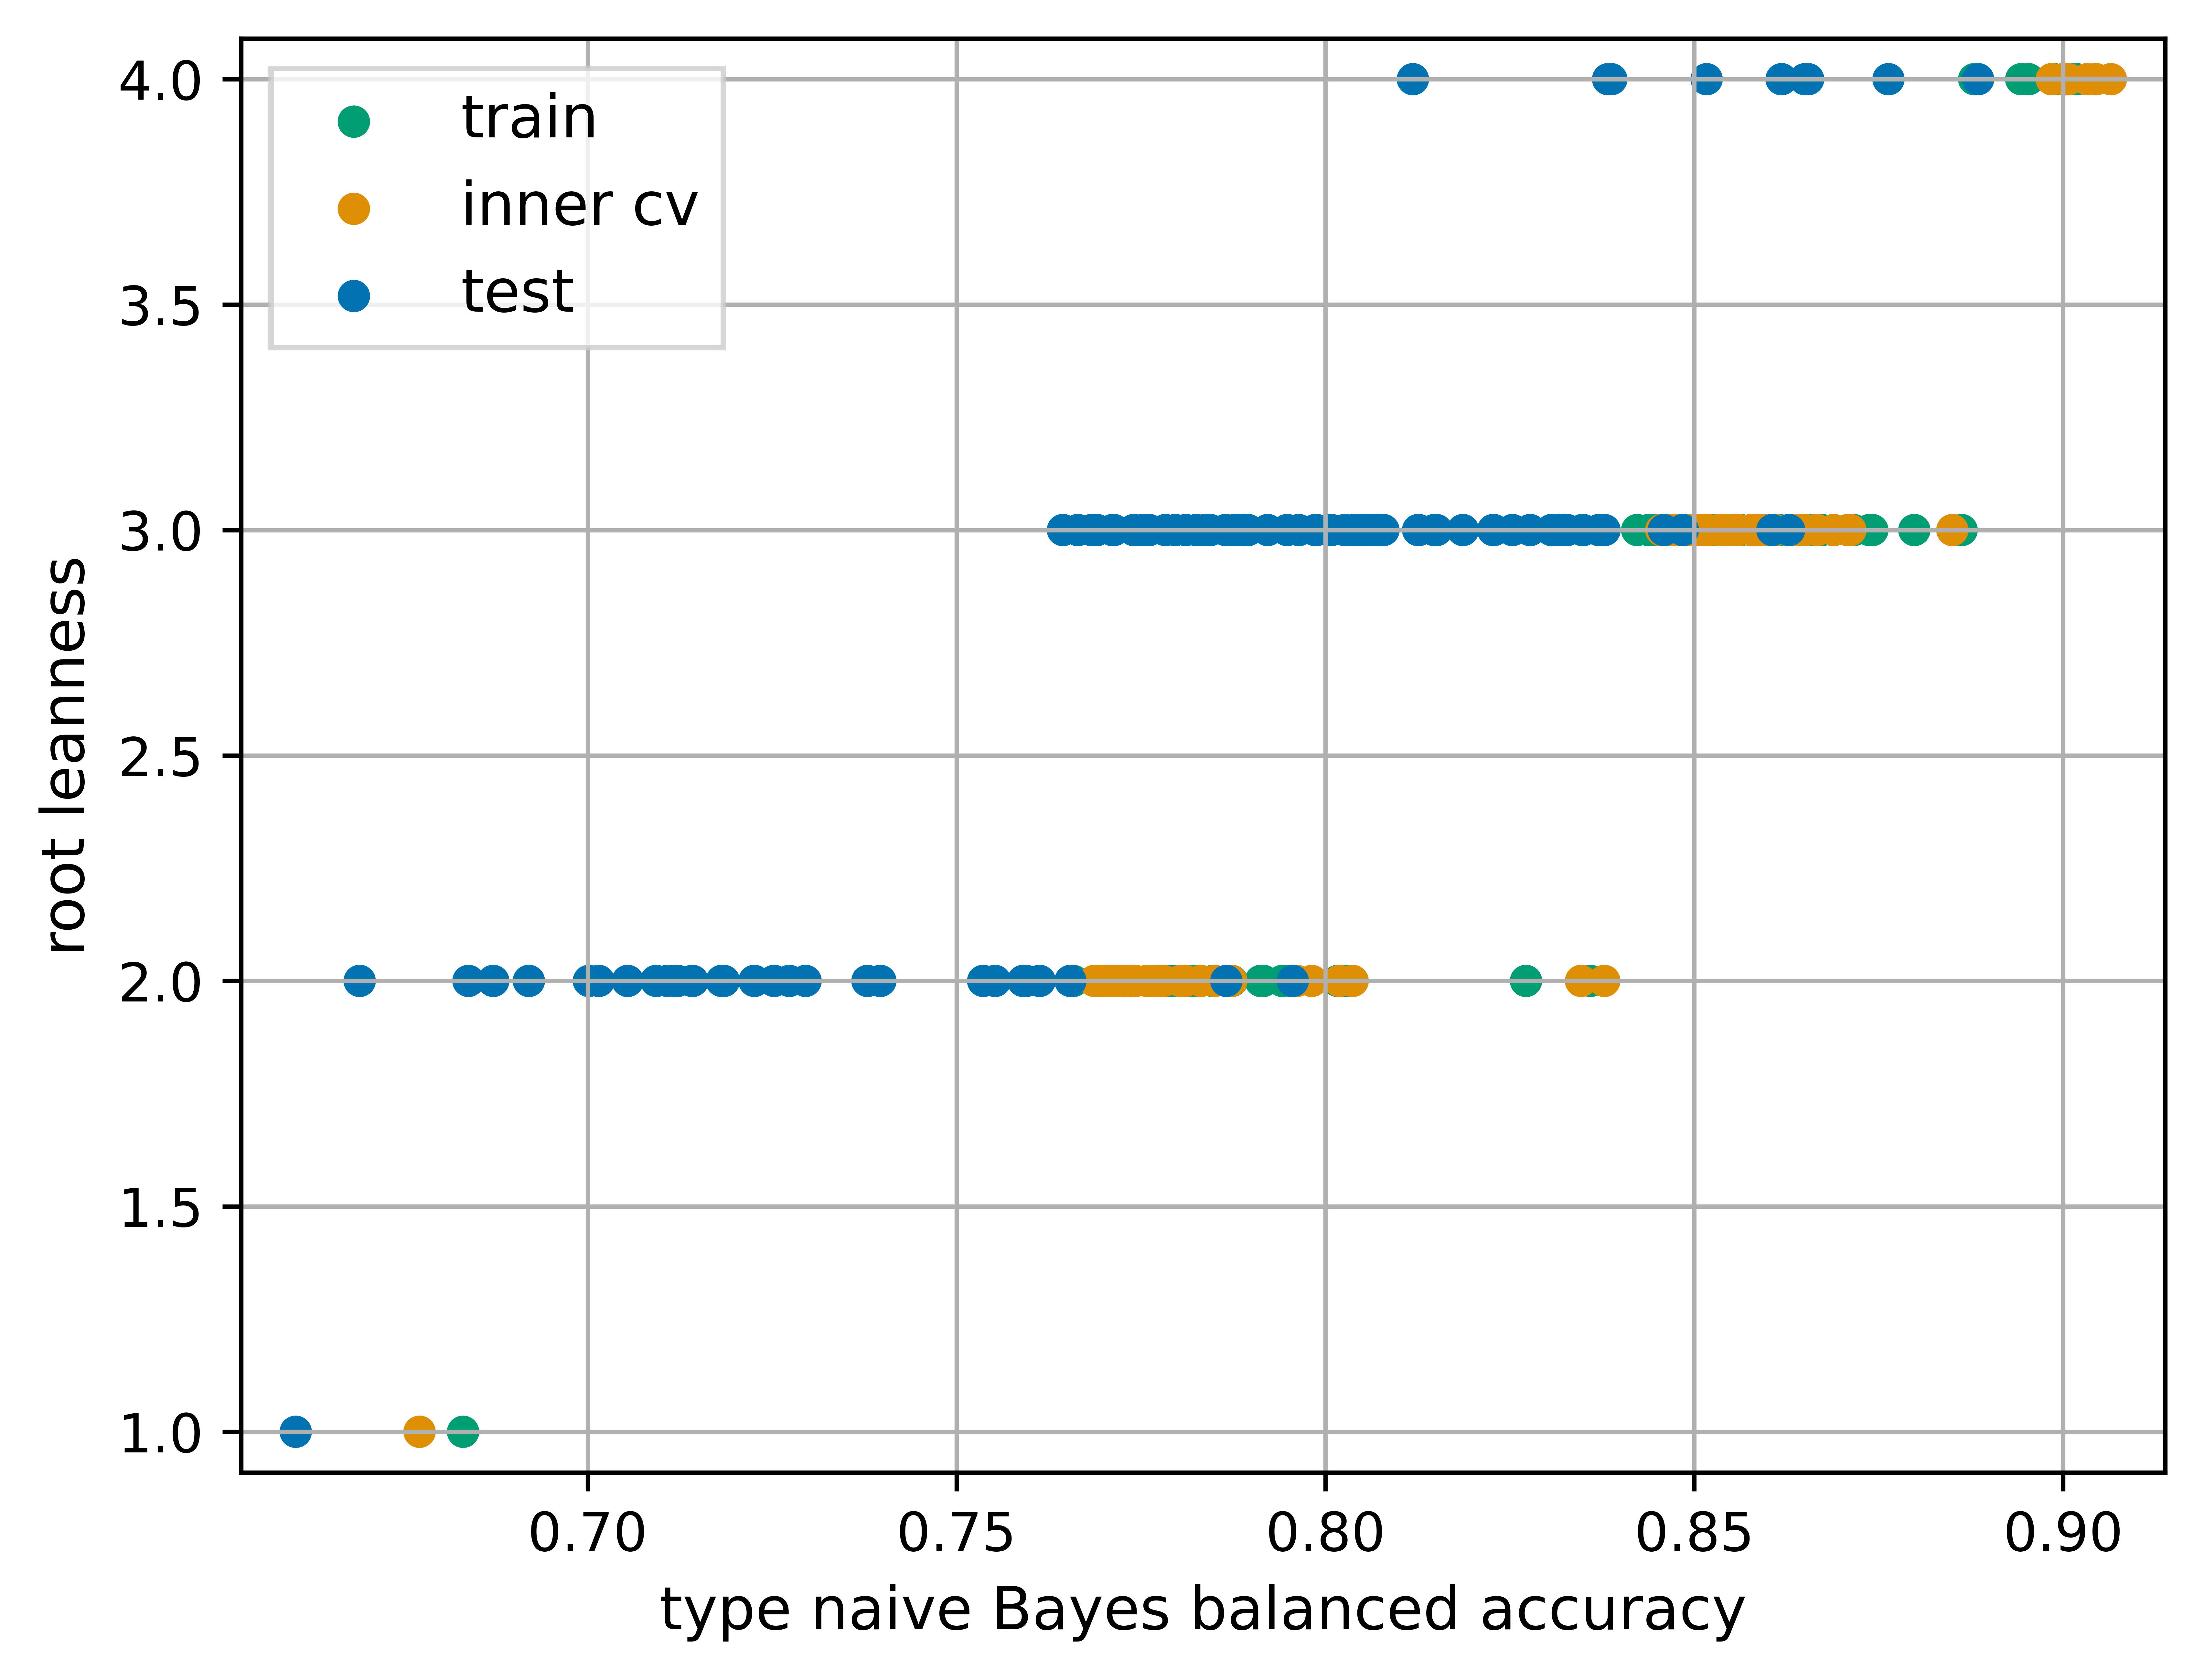 train
inner cv
test
4.0
3.5
3.0
2.5
2.0
1.5
1.0
root leanness
0.70 0.75 0.80 0.85 0.90
type naive Bayes balanced accuracy